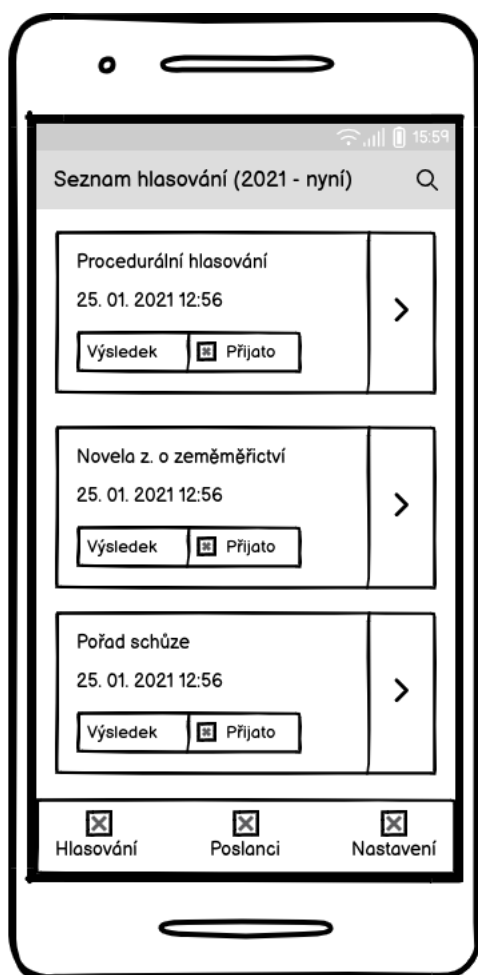 15:59
Seznam hlasování (2021 - nyní)
Procedurální hlasování
25. 01. 2021 12:56
Výsledek Přijato
Novela z. o zeměměřictví
25. 01. 2021 12:56
Výsledek Přijato
Pořad schůze
25. 01. 2021 12:56
Výsledek Přijato
Hlasování Poslanci Nastavení